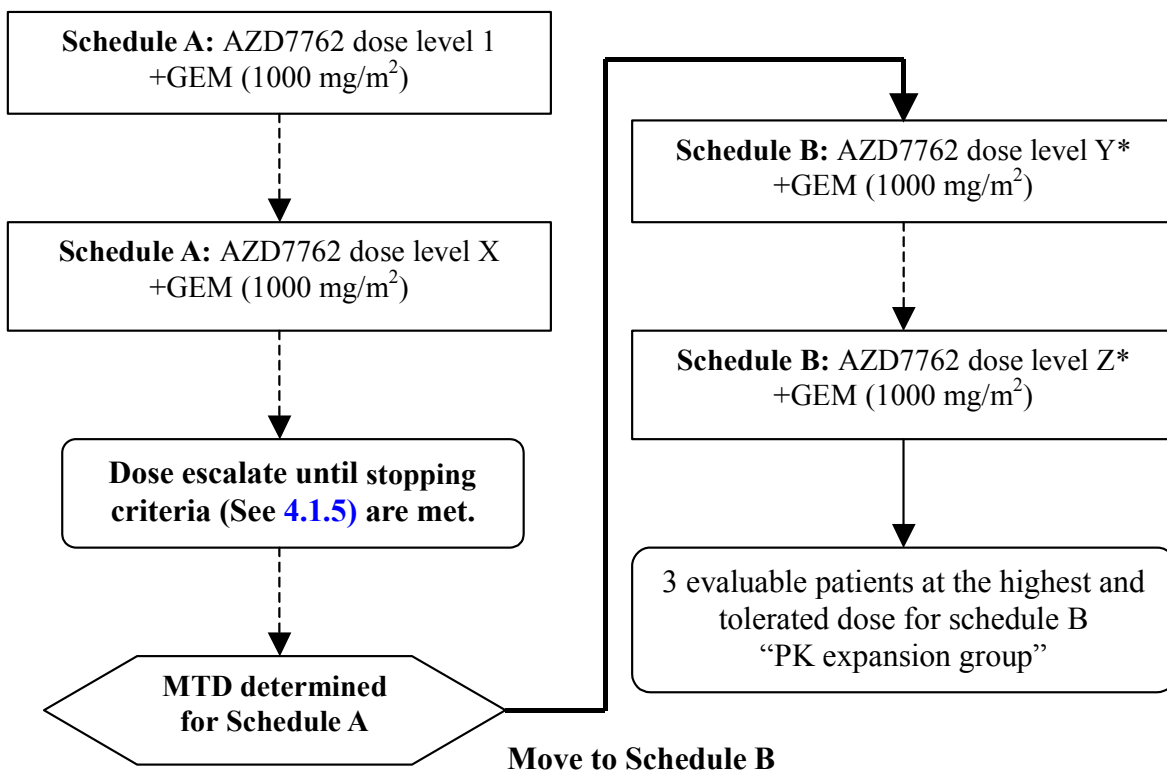 Schedule A: AZD7762 dose level 1
+GEM (1000 mg/m²)
Schedule A: AZD7762 dose level X
+GEM (1000 mg/m²)
Dose escalate until stopping
criteria (See 4.1.5) are met.
MTD determined
for Schedule A
Move to Schedule B
Schedule B: AZD7762 dose level Y*
+GEM (1000 mg/m²)
Schedule B: AZD7762 dose level Z*
+GEM (1000 mg/m²)
3 evaluable patients at the highest and
tolerated dose for schedule B
“PK expansion group”